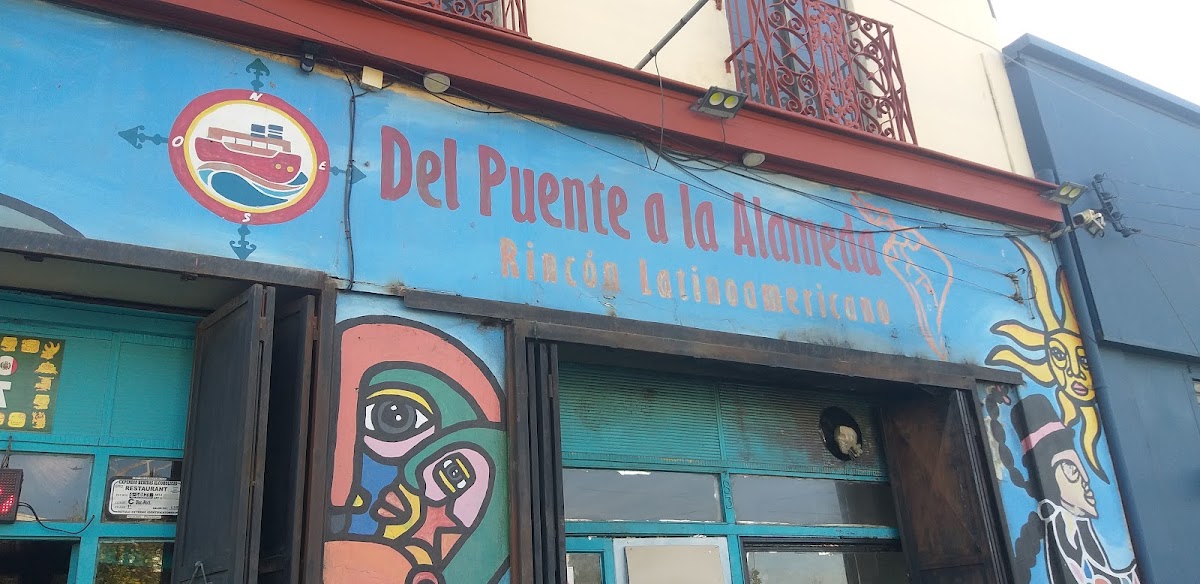 N
O
E
S
Del Puente a la Alameda
Rincón Latinoamericano
RESTAURANT